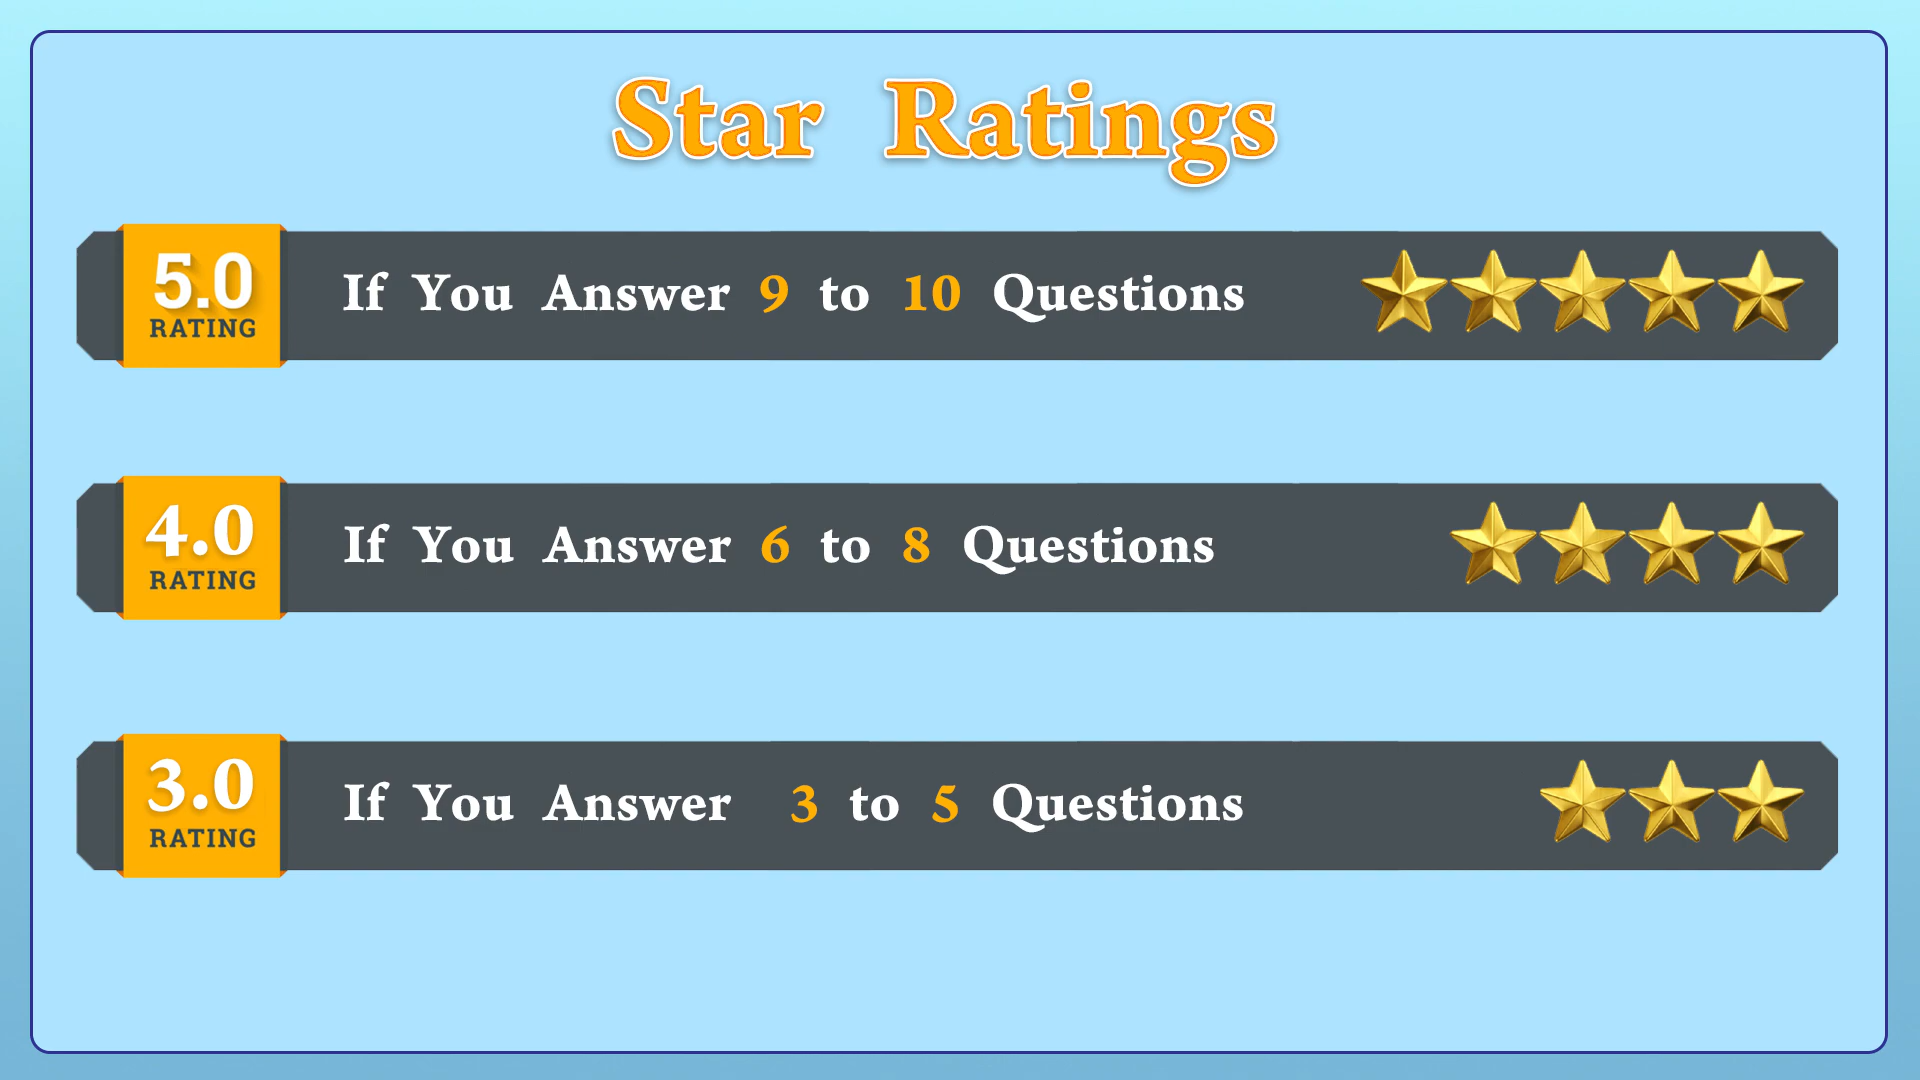 Star Ratings
5.0
RATING
If You Answer 9 to 10 Questions
4.0
RATING
If You Answer 6 to 8 Questions
3.0
RATING
If You Answer 3 to 5 Questions